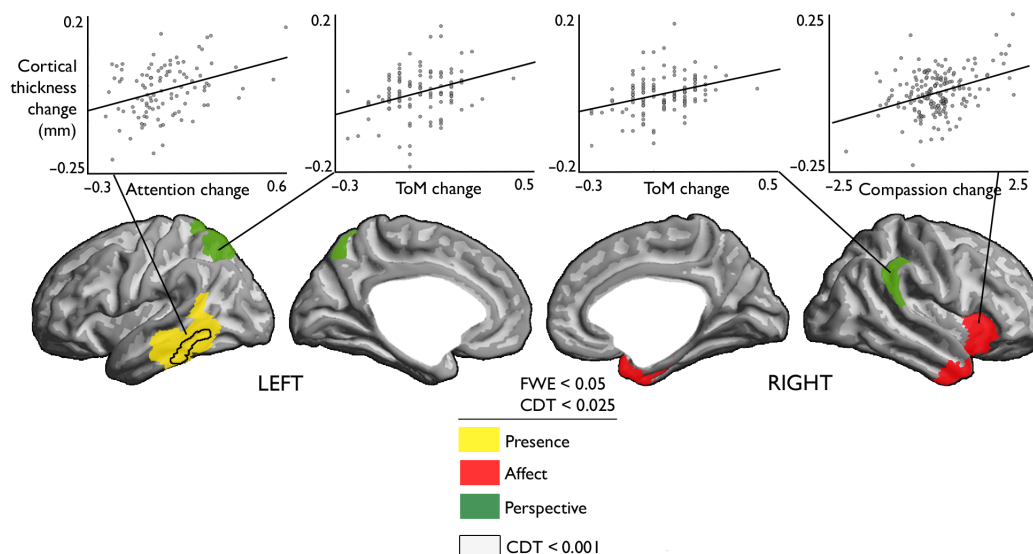 0.2
Cortical
thickness
change
(mm)
−0.25
−0.3
Attention change
0.6
0.2
−0.2
−0.3
ToM change
0.5
0.2
−0.2
−0.3
ToM change
0.5
0.25
−0.25
−2.5
Compassion change
2.5
LEFT
RIGHT
FWE < 0.05
CDT < 0.025
Presence
Affect
Perspective
CDT < 0.001